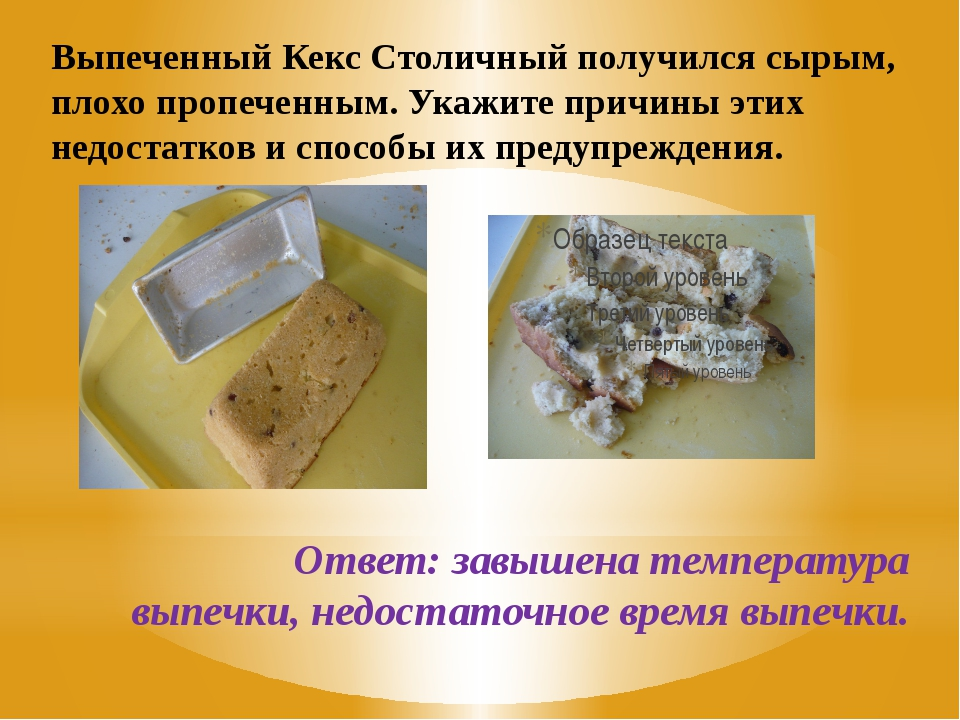 Выпеченный Кекс Столичный получился сырым,
плохо пропеченным. Укажите причины этих
недостатков и способы их предупреждения.
Образец текста
Второй уровень
Третий уровень
Четвертый уровень
уровень
Ответ: завышена температура
выпечки, недостаточное время выпечки.